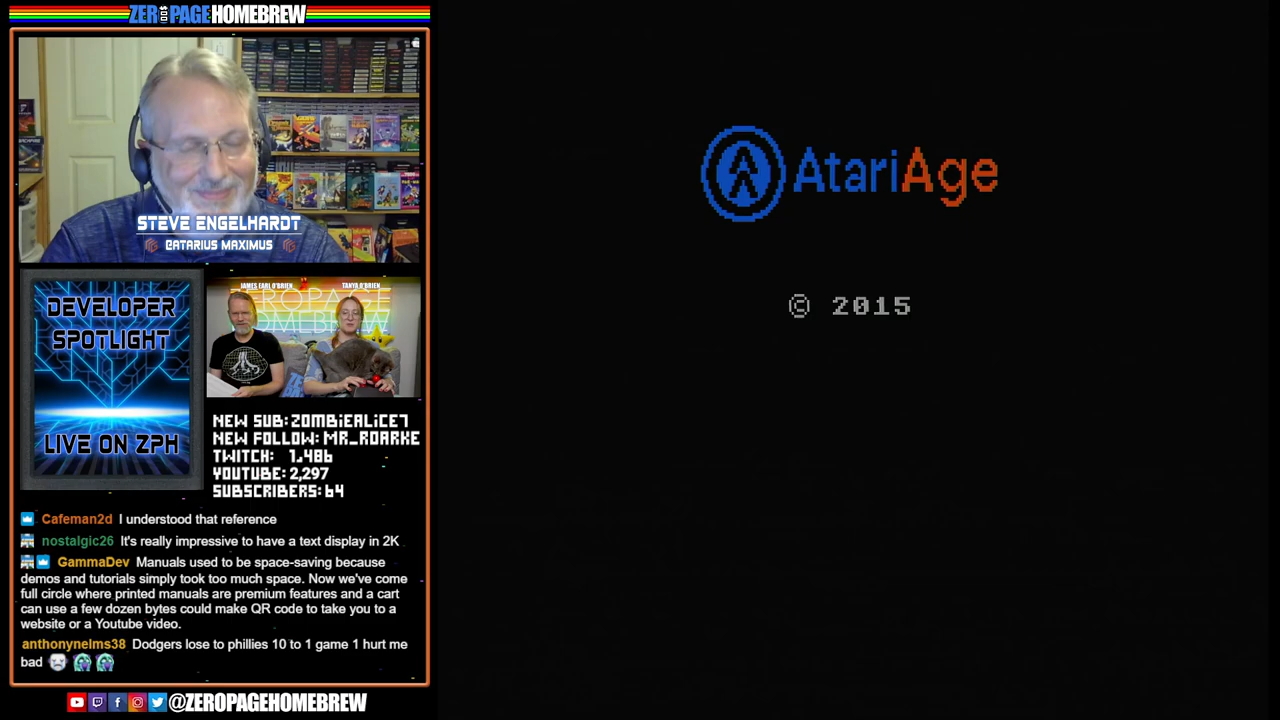 ZEROPAGEHOMEBREW
STEVE ENGELHARDT
@ATARIUS MAXIMUS
DEVELOPER
SPOTLIGHT
LIVE ON ZPH
JAMES EARL O'BRIEN
TANYA O'BRIEN
ZEROPAGE
HOMEBREW
NEW SUB: ZOMBIEALICE7
NEW FOLLOW: MR_ROARKE
TWITCH: 1,486
YOUTUBE: 2,297
SUBSCRIBERS: 64
Cafeman2d I understood that reference
nostalgic26 It's really impressive to have a text display in 2K
GammaDev Manuals used to be space-saving because
demos and tutorials simply took too much space. Now we've come
full circle where printed manuals are premium features and a cart
can use a few dozen bytes could make QR code to take you to a
website or a Youtube video.
anthonynelms38 Dodgers lose to phillies 10 to 1 game 1 hurt me
bad
@ZEROPAGEHOMEBREW
AtariAge
© 2015